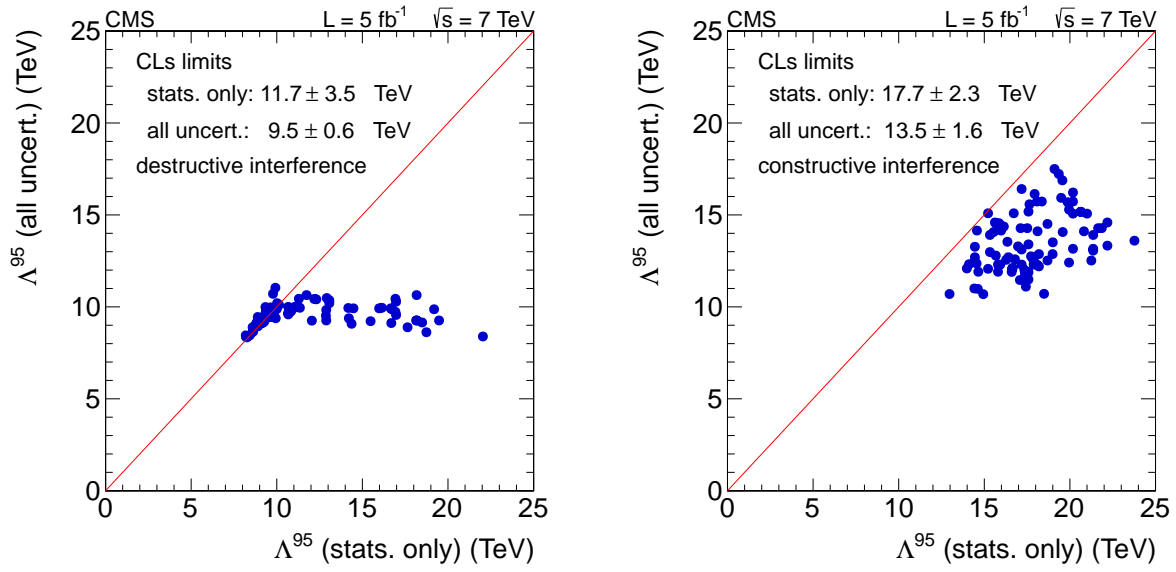 CMS L = 5 fb⁻¹ √s = 7 TeV
25
20
15
10
5
0
Λ⁹⁵ (all uncert.) (TeV)
CLs limits
stats. only: 11.7 ± 3.5 TeV
all uncert.: 9.5 ± 0.6 TeV
destructive interference
0 5 10 15 20 25
Λ⁹⁵ (stats. only) (TeV)
CMS L = 5 fb⁻¹ √s = 7 TeV
25
20
15
10
5
0
Λ⁹⁵ (all uncert.) (TeV)
CLs limits
stats. only: 17.7 ± 2.3 TeV
all uncert.: 13.5 ± 1.6 TeV
constructive interference
0 5 10 15 20 25
Λ⁹⁵ (stats. only) (TeV)